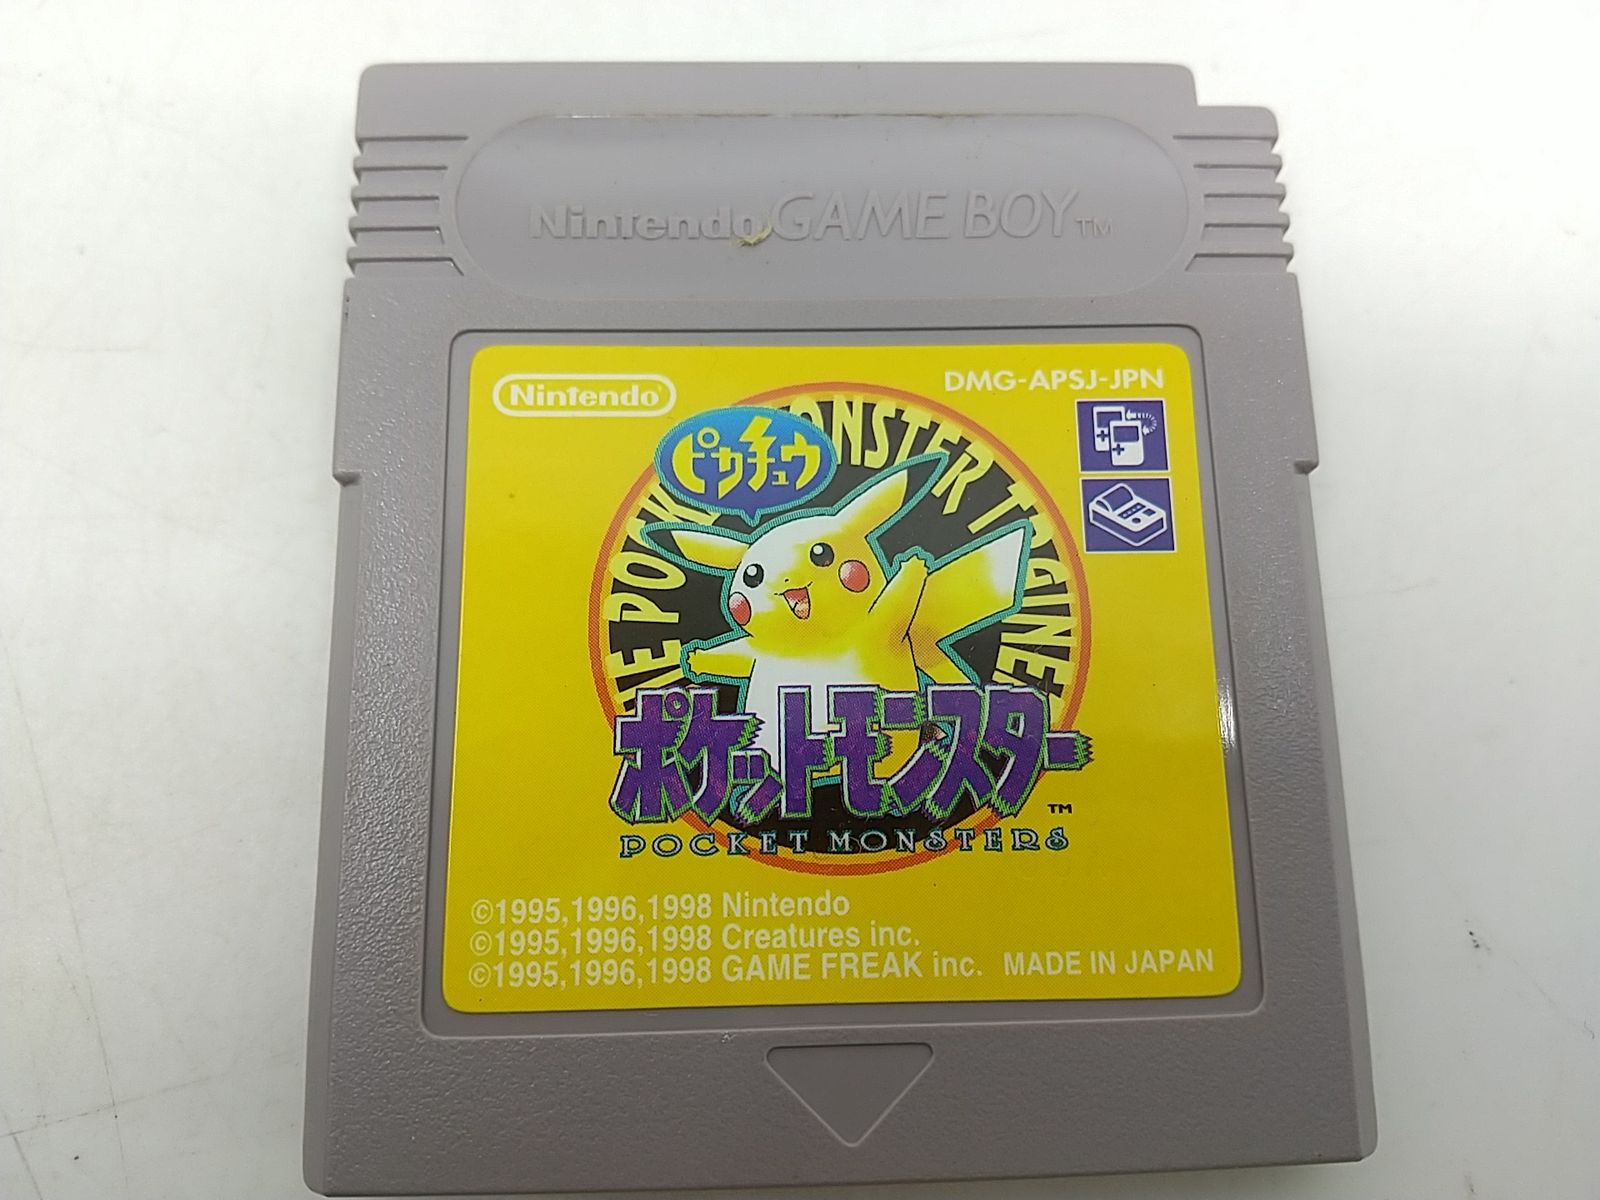 Nintendo GAME BOY™
Nintendo
DMG-APSJ-JPN
ピカチュウ
MONSTER
ポケットモンスター
TM
POCKET MONSTERS
©1995,1996,1998 Nintendo
©1995,1996,1998 Creatures inc.
©1995,1996,1998 GAME FREAK inc. MADE IN JAPAN